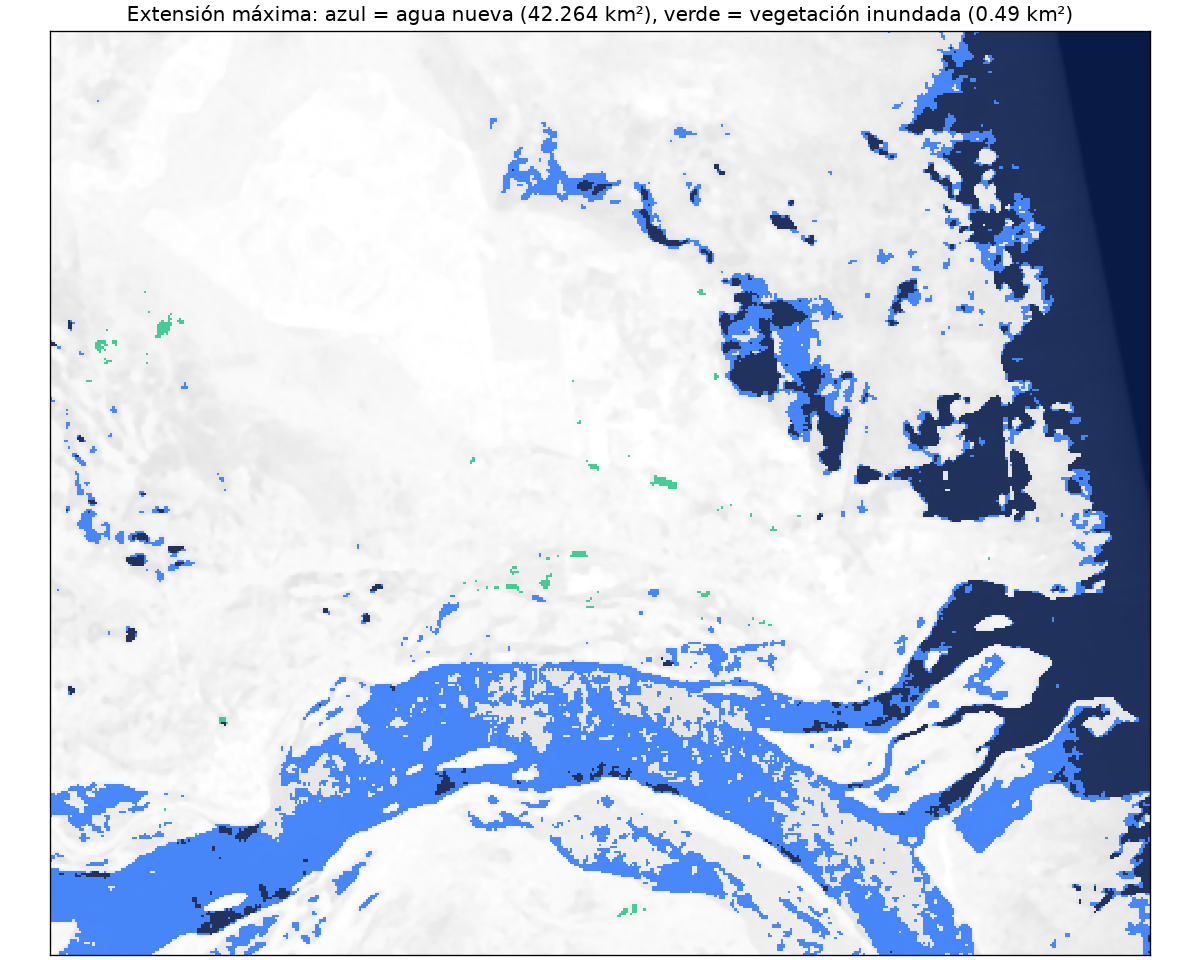 Extensión máxima: azul = agua nueva (42.264 km²), verde = vegetación inundada (0.49 km²)